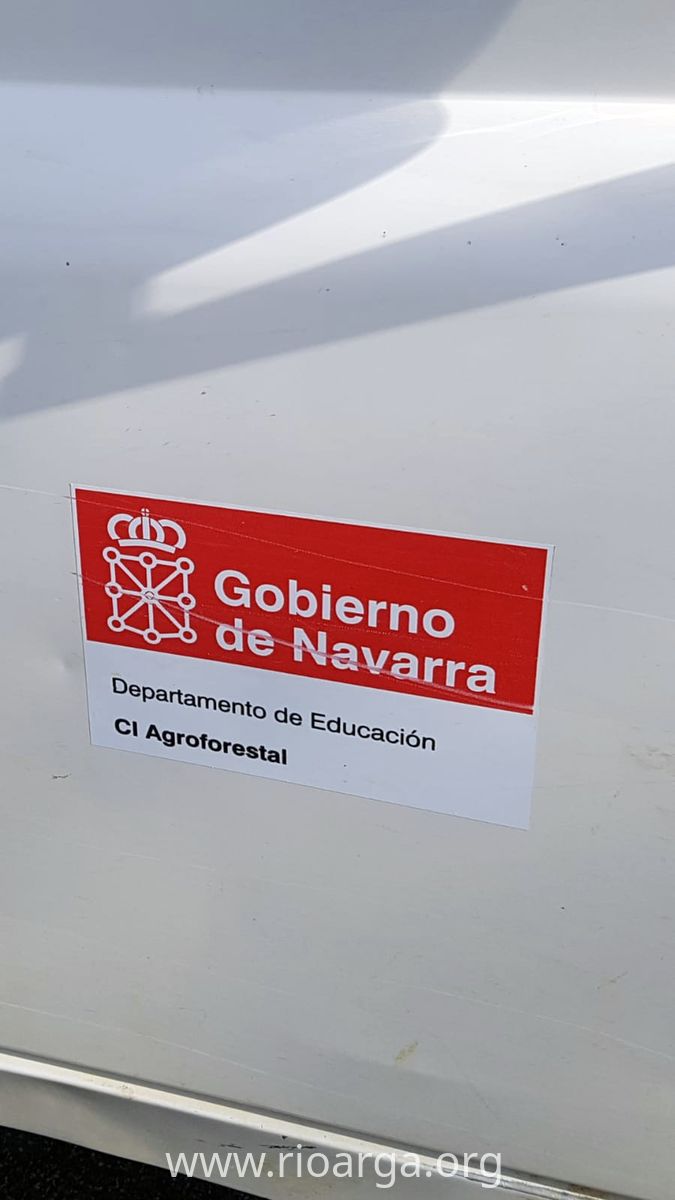 Gobierno
de Navarra
Departamento de Educación
CI Agroforestal
www.rioarga.org